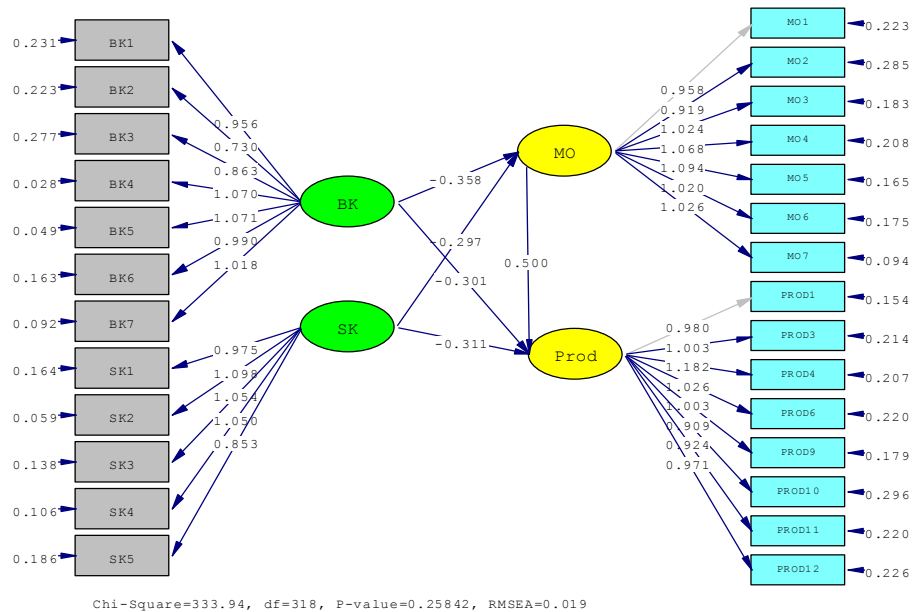 0.231 BK1
0.223 BK2
0.277 BK3
0.028 BK4
0.049 BK5
0.163 BK6
0.092 BK7
0.164 SK1
0.059 SK2
0.138 SK3
0.106 SK4
0.186 SK5
0.956
0.730
0.863
1.070
1.071
0.990
1.018
0.975
1.098
1.054
1.050
0.853
BK
SK
-0.358
-0.297
-0.301
-0.311
0.500
MO
Prod
0.958
0.919
1.024
1.068
1.094
1.020
1.026
0.980
1.003
1.182
1.026
1.003
0.909
0.924
0.971
MO1 0.223
MO2 0.285
MO3 0.183
MO4 0.208
MO5 0.165
MO6 0.175
MO7 0.094
PROD1 0.154
PROD3 0.214
PROD4 0.207
PROD6 0.220
PROD9 0.179
PROD10 0.296
PROD11 0.220
PROD12 0.226
Chi-Square=333.94, df=318, P-value=0.25842, RMSEA=0.019